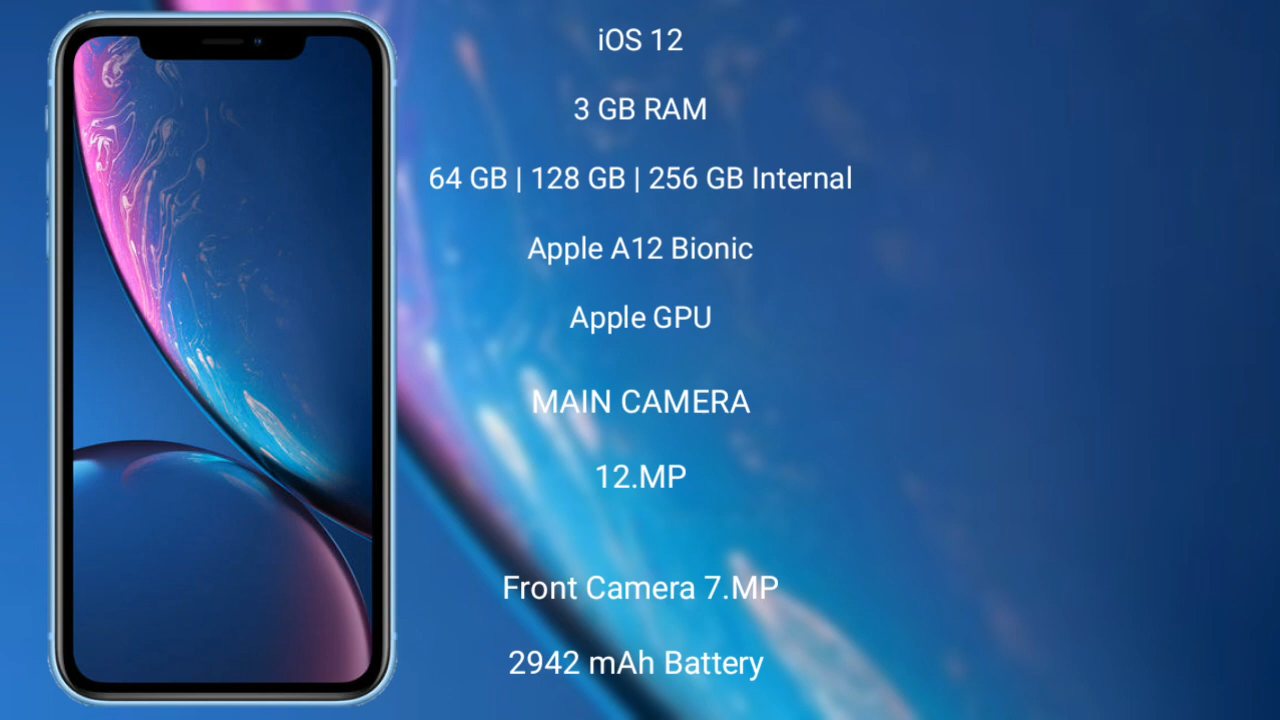 iOS 12
3 GB RAM
64 GB | 128 GB | 256 GB Internal
Apple A12 Bionic
Apple GPU
MAIN CAMERA
12.MP
Front Camera 7.MP
2942 mAh Battery